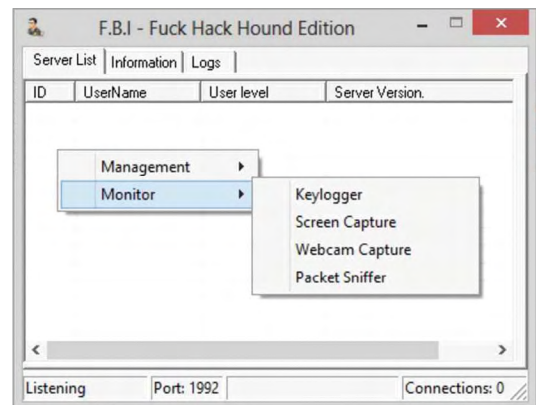 F.B.I - Fuck Hack Hound Edition
Server List Information Logs
ID UserName User level Server Version.
Management
Monitor
Keylogger
Screen Capture
Webcam Capture
Packet Sniffer
Listening Port: 1992 Connections: 0